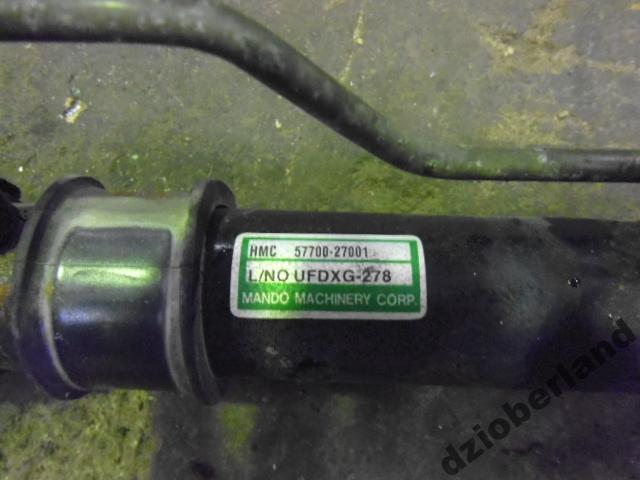 HMC 57700-27001
L/NO UFDXG-278
MANDO MACHINERY CORP.
dzioberland